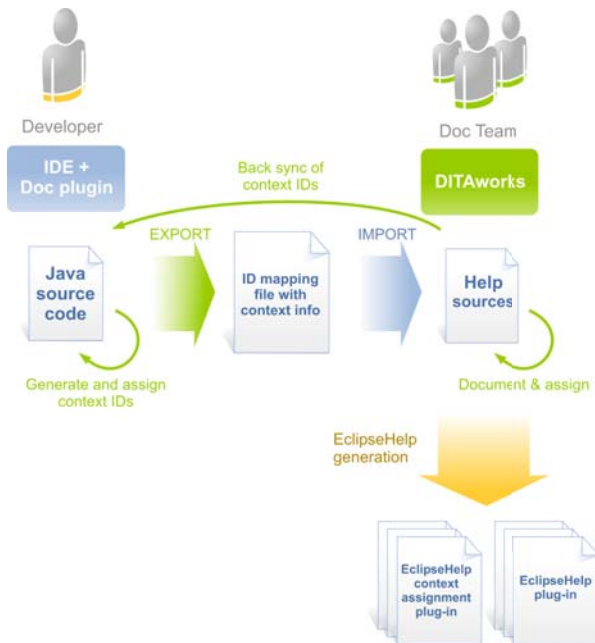 Developer
Doc Team
IDE +
Doc plugin
DITAworks
Back sync of
context IDs
EXPORT
IMPORT
Java
source
code
ID mapping
file with
context info
Help
sources
Generate and assign
context IDs
Document & assign
EclipseHelp
generation
EclipseHelp
context
assignment
plug-in
EclipseHelp
plug-in